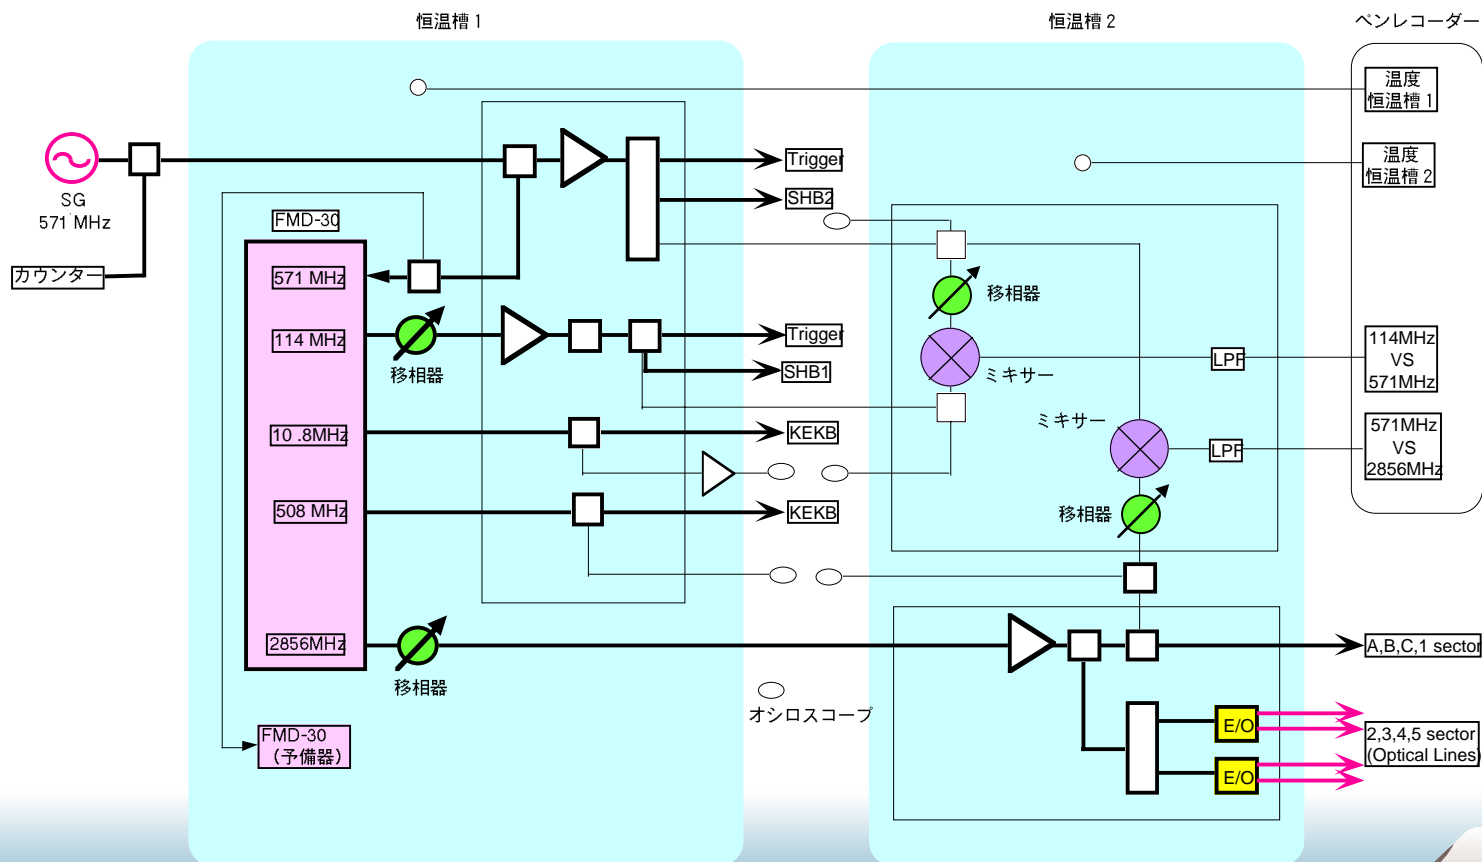 恒温槽 1
恒温槽 2
ペンレコーダー
温度
恒温槽 1
温度
恒温槽 2
SG
571 MHz
カウンター
FMD-30
571 MHz
114 MHz
10 .8MHz
508 MHz
2856MHz
移相器
移相器
FMD-30
（予備器）
Trigger
SHB2
Trigger
SHB1
KEKB
KEKB
オシロスコープ
移相器
ミキサー
ミキサー
移相器
LPF
LPF
114MHz
VS
571MHz
571MHz
VS
2856MHz
A,B,C,1 sector
E/O
E/O
2,3,4,5 sector
(Optical Lines)